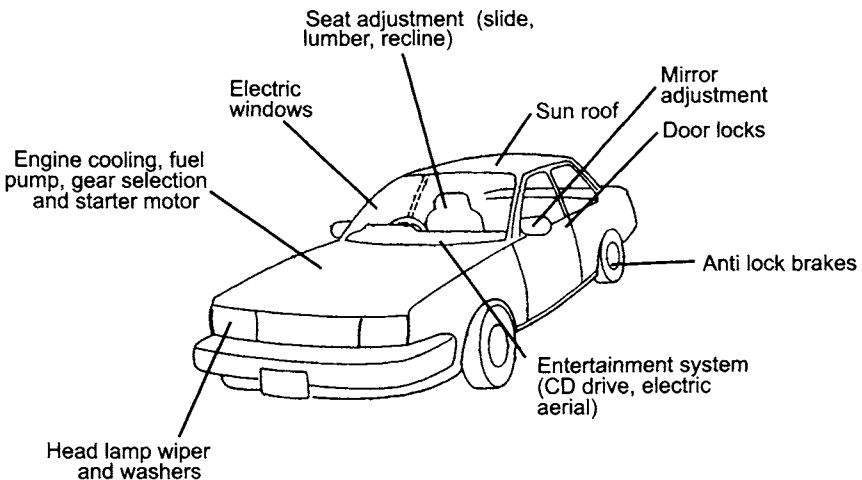 Seat adjustment (slide,
lumber, recline)
Electric
windows
Mirror
adjustment
Sun roof
Door locks
Engine cooling, fuel
pump, gear selection
and starter motor
Anti lock brakes
Entertainment system
(CD drive, electric
aerial)
Head lamp wiper
and washers